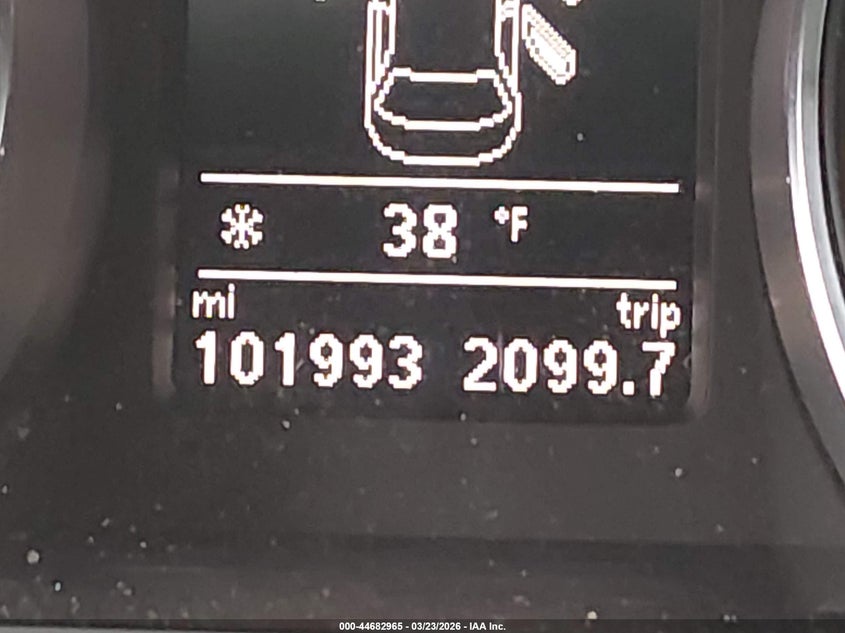 38 °F
mi trip
101993 2099.7
000-44682965 - 03/23/2026 - IAA Inc.